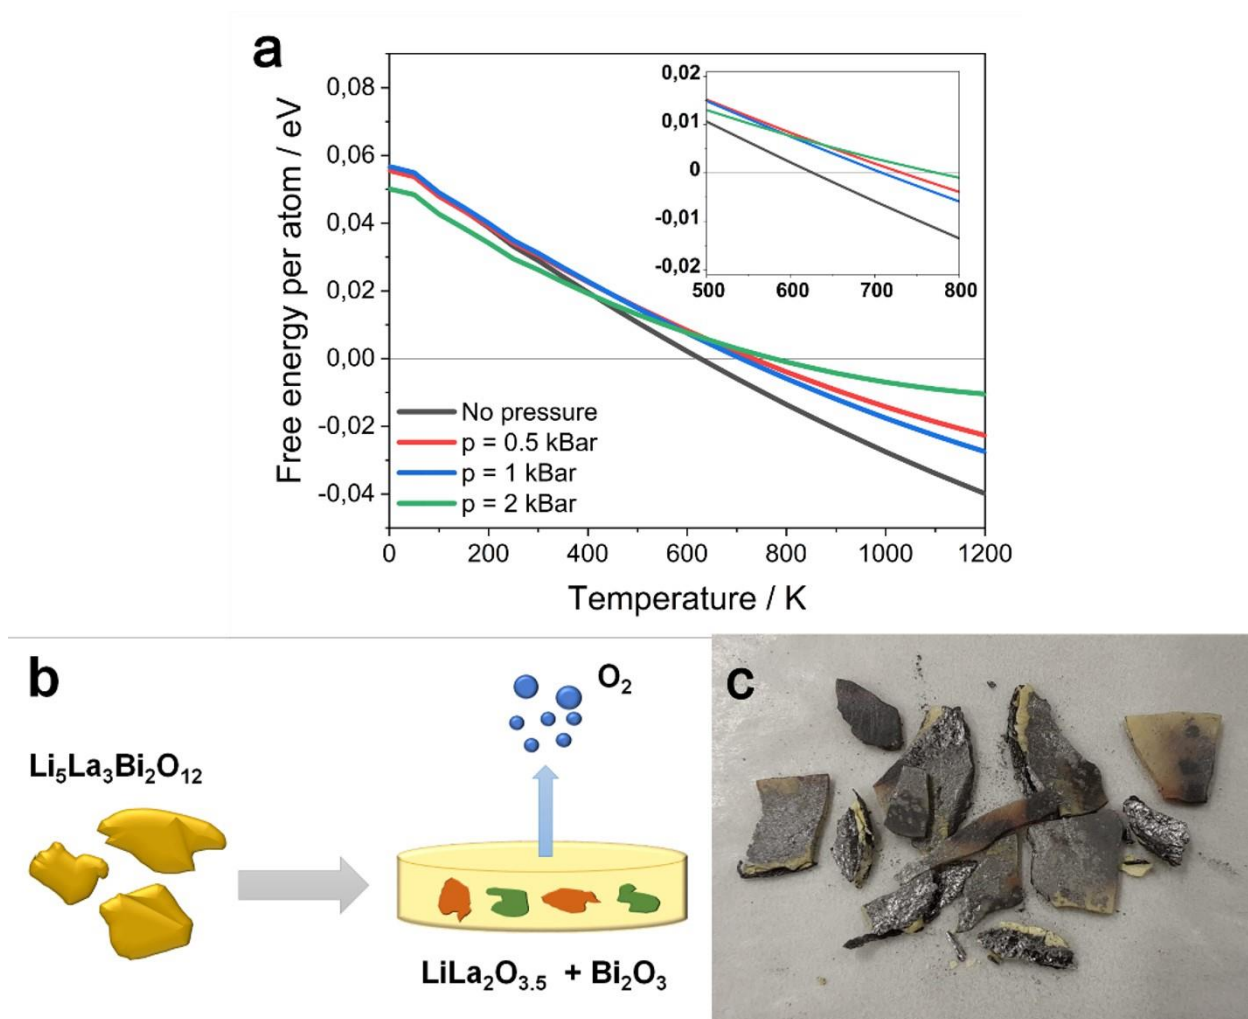 a
Free energy per atom / eV
0,08
0,06
0,04
0,02
0,00
-0,02
-0,04
0 200 400 600 800 1000 1200
Temperature / K
No pressure
p = 0.5 kBar
p = 1 kBar
p = 2 kBar
0,02
0,01
0
-0,01
-0,02
500 600 700 800
b
Li₅La₃Bi₂O₁₂
O₂
LiLa₂O₃.₅ + Bi₂O₃
c